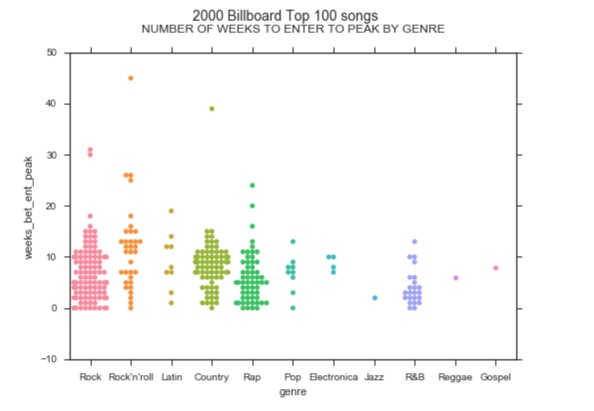 2000 Billboard Top 100 songs
NUMBER OF WEEKS TO ENTER TO PEAK BY GENRE
50
40
30
20
10
0
−10
weeks_bet_ent_peak
Rock Rock'n'roll Latin Country Rap Pop Electronica Jazz R&B Reggae Gospel
genre